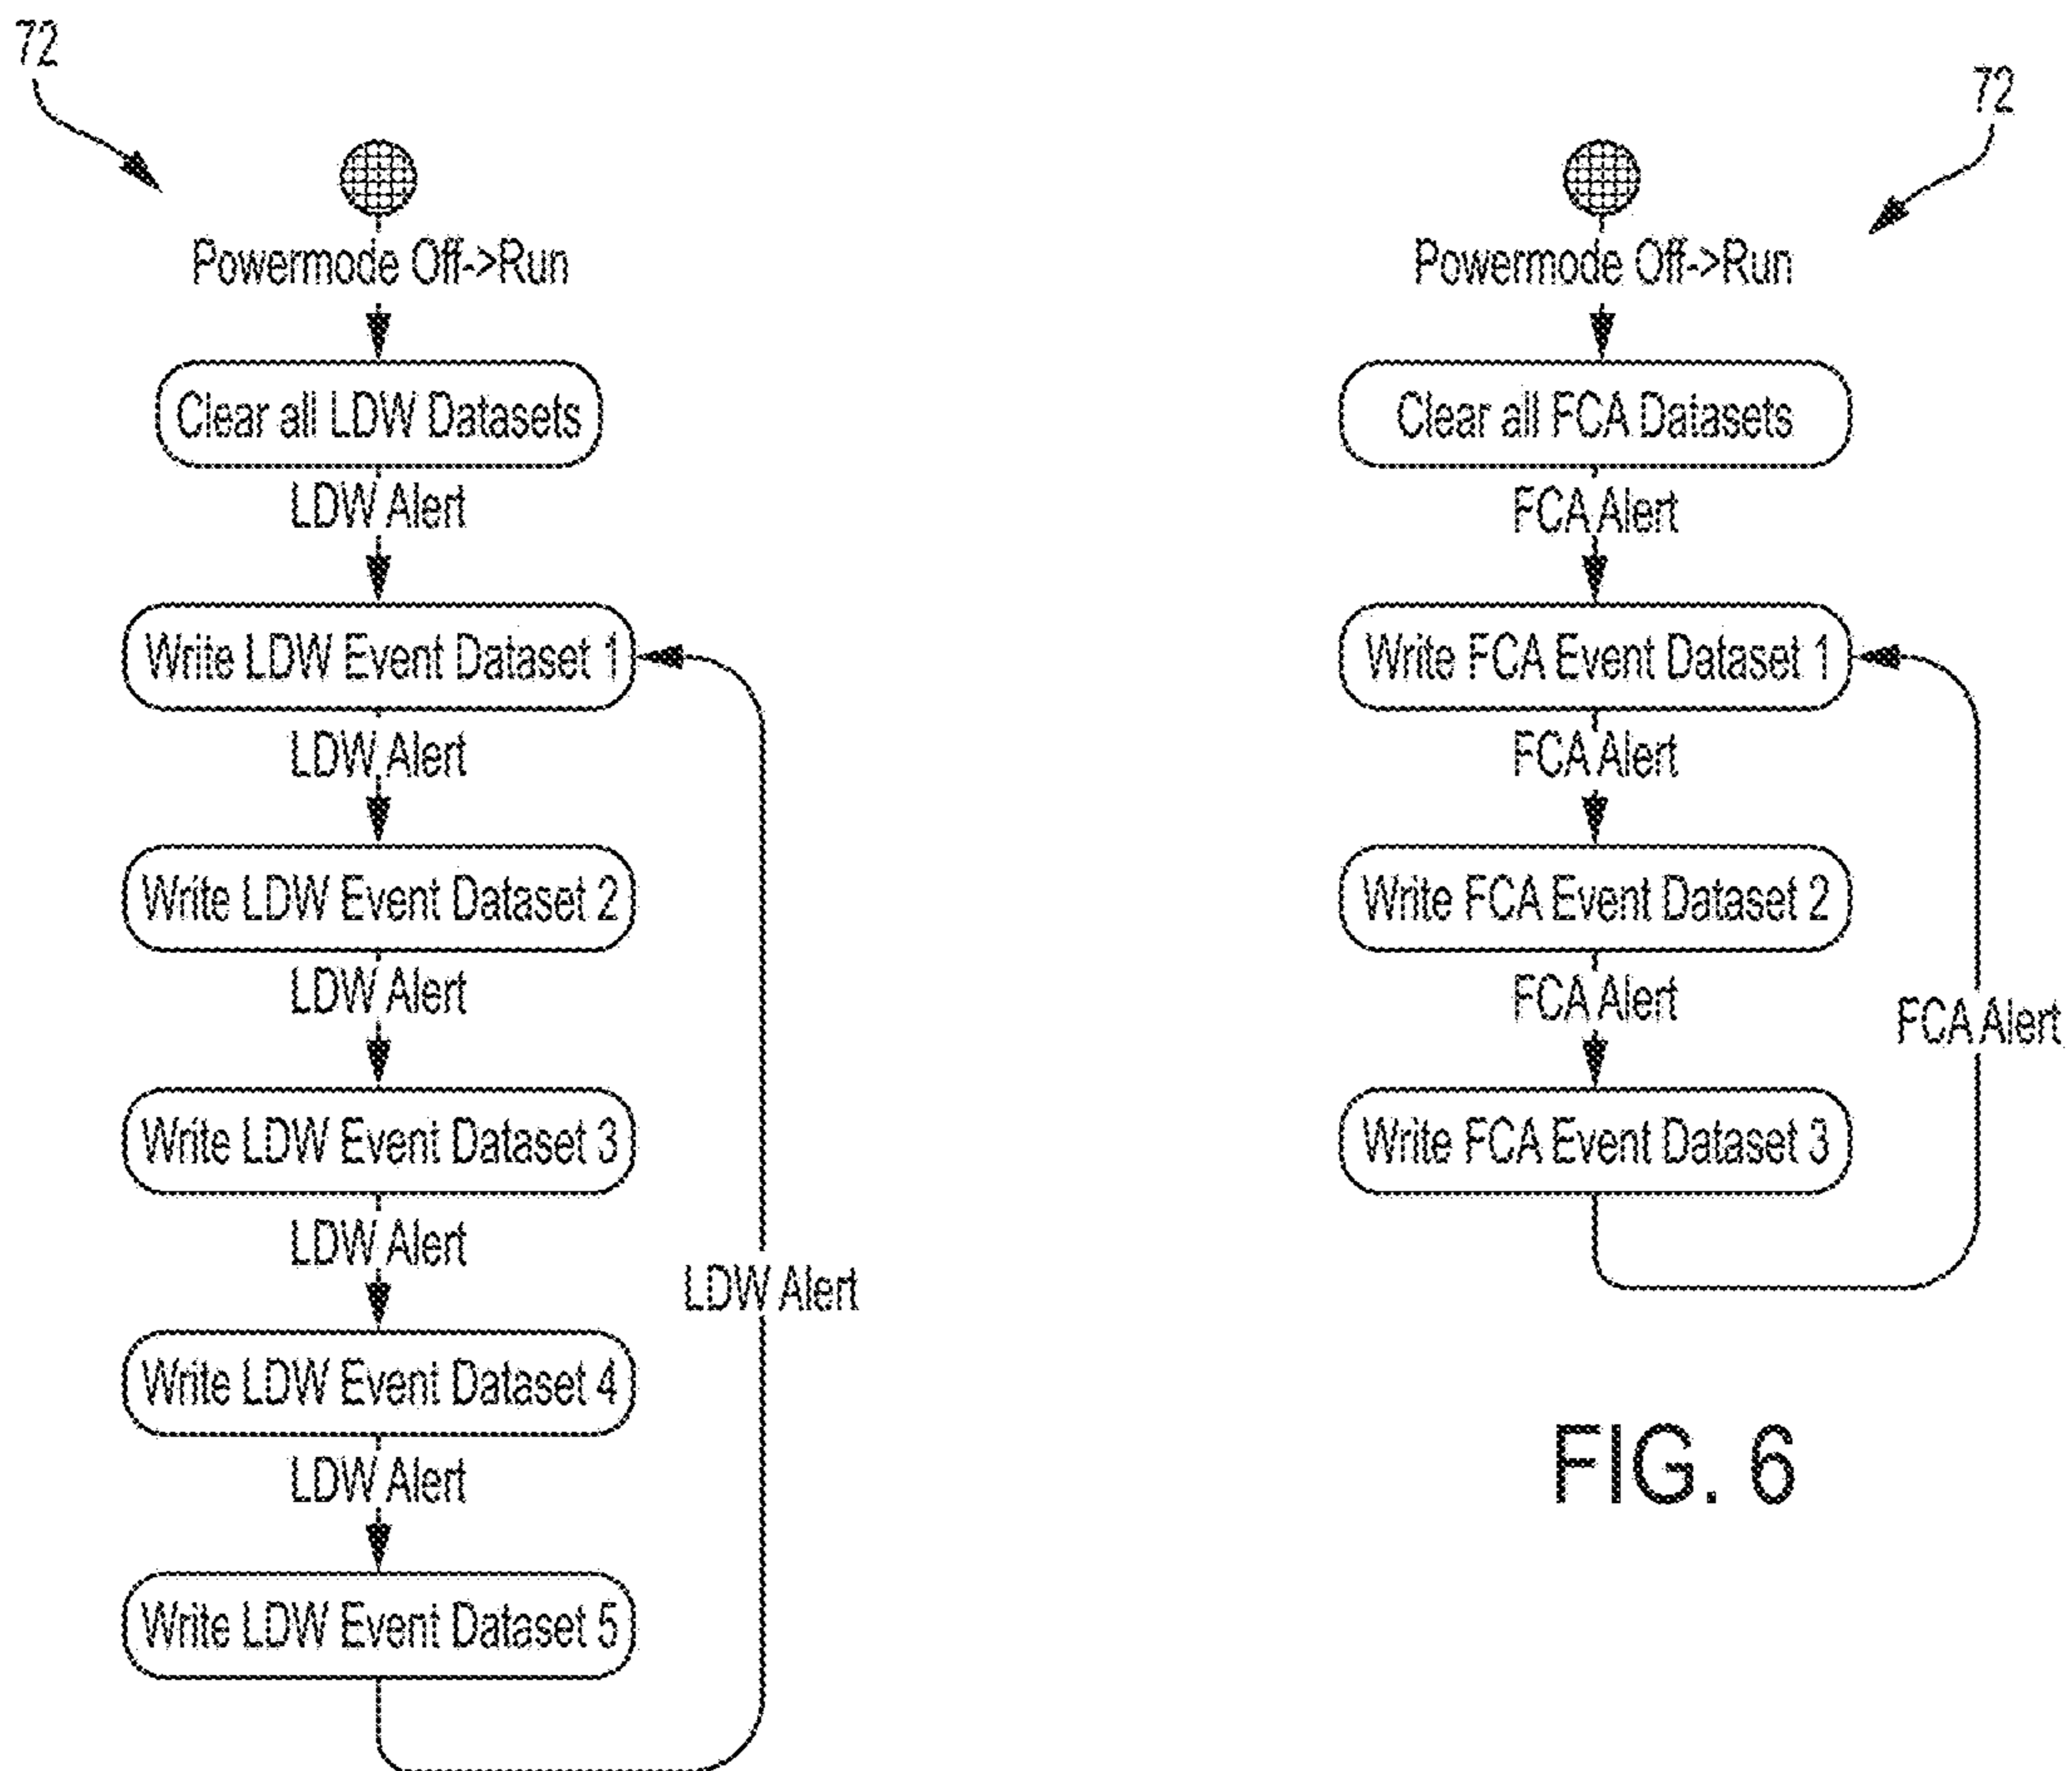 72
Powermode Off->Run
Clear all LDW Datasets
LDW Alert
Write LDW Event Dataset 1
LDW Alert
Write LDW Event Dataset 2
LDW Alert
Write LDW Event Dataset 3
LDW Alert
Write LDW Event Dataset 4
LDW Alert
Write LDW Event Dataset 5
LDW Alert
72
Powermode Off->Run
Clear all FCA Datasets
FCA Alert
Write FCA Event Dataset 1
FCA Alert
Write FCA Event Dataset 2
FCA Alert
Write FCA Event Dataset 3
FCA Alert
FIG. 6